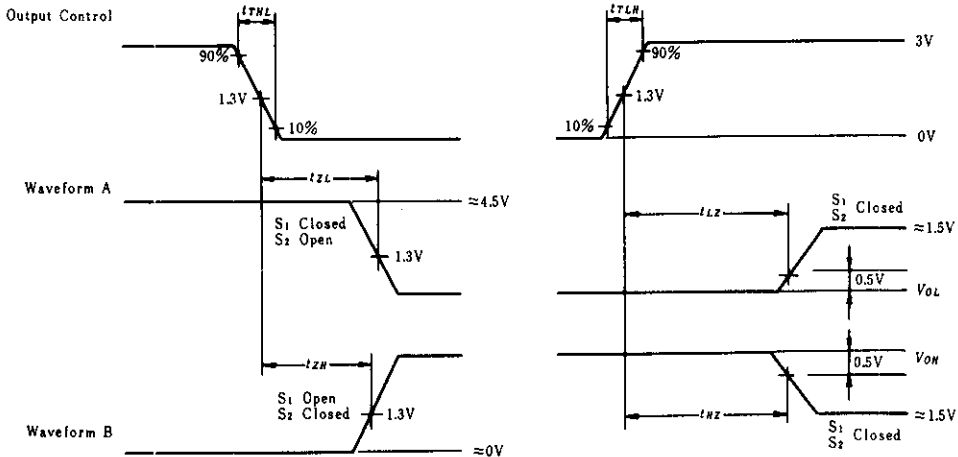 Output Control
tTHL
90%
1.3V
10%
tTLH
90%
1.3V
10%
3V
0V
Waveform A
tZL
≈4.5V
S1 Closed
S2 Open
1.3V
tLZ
S1
S2 Closed
≈1.5V
0.5V
VOL
tZH
S1 Open
S2 Closed
1.3V
Waveform B
≈0V
VOH
0.5V
tHZ
≈1.5V
S1
S2 Closed